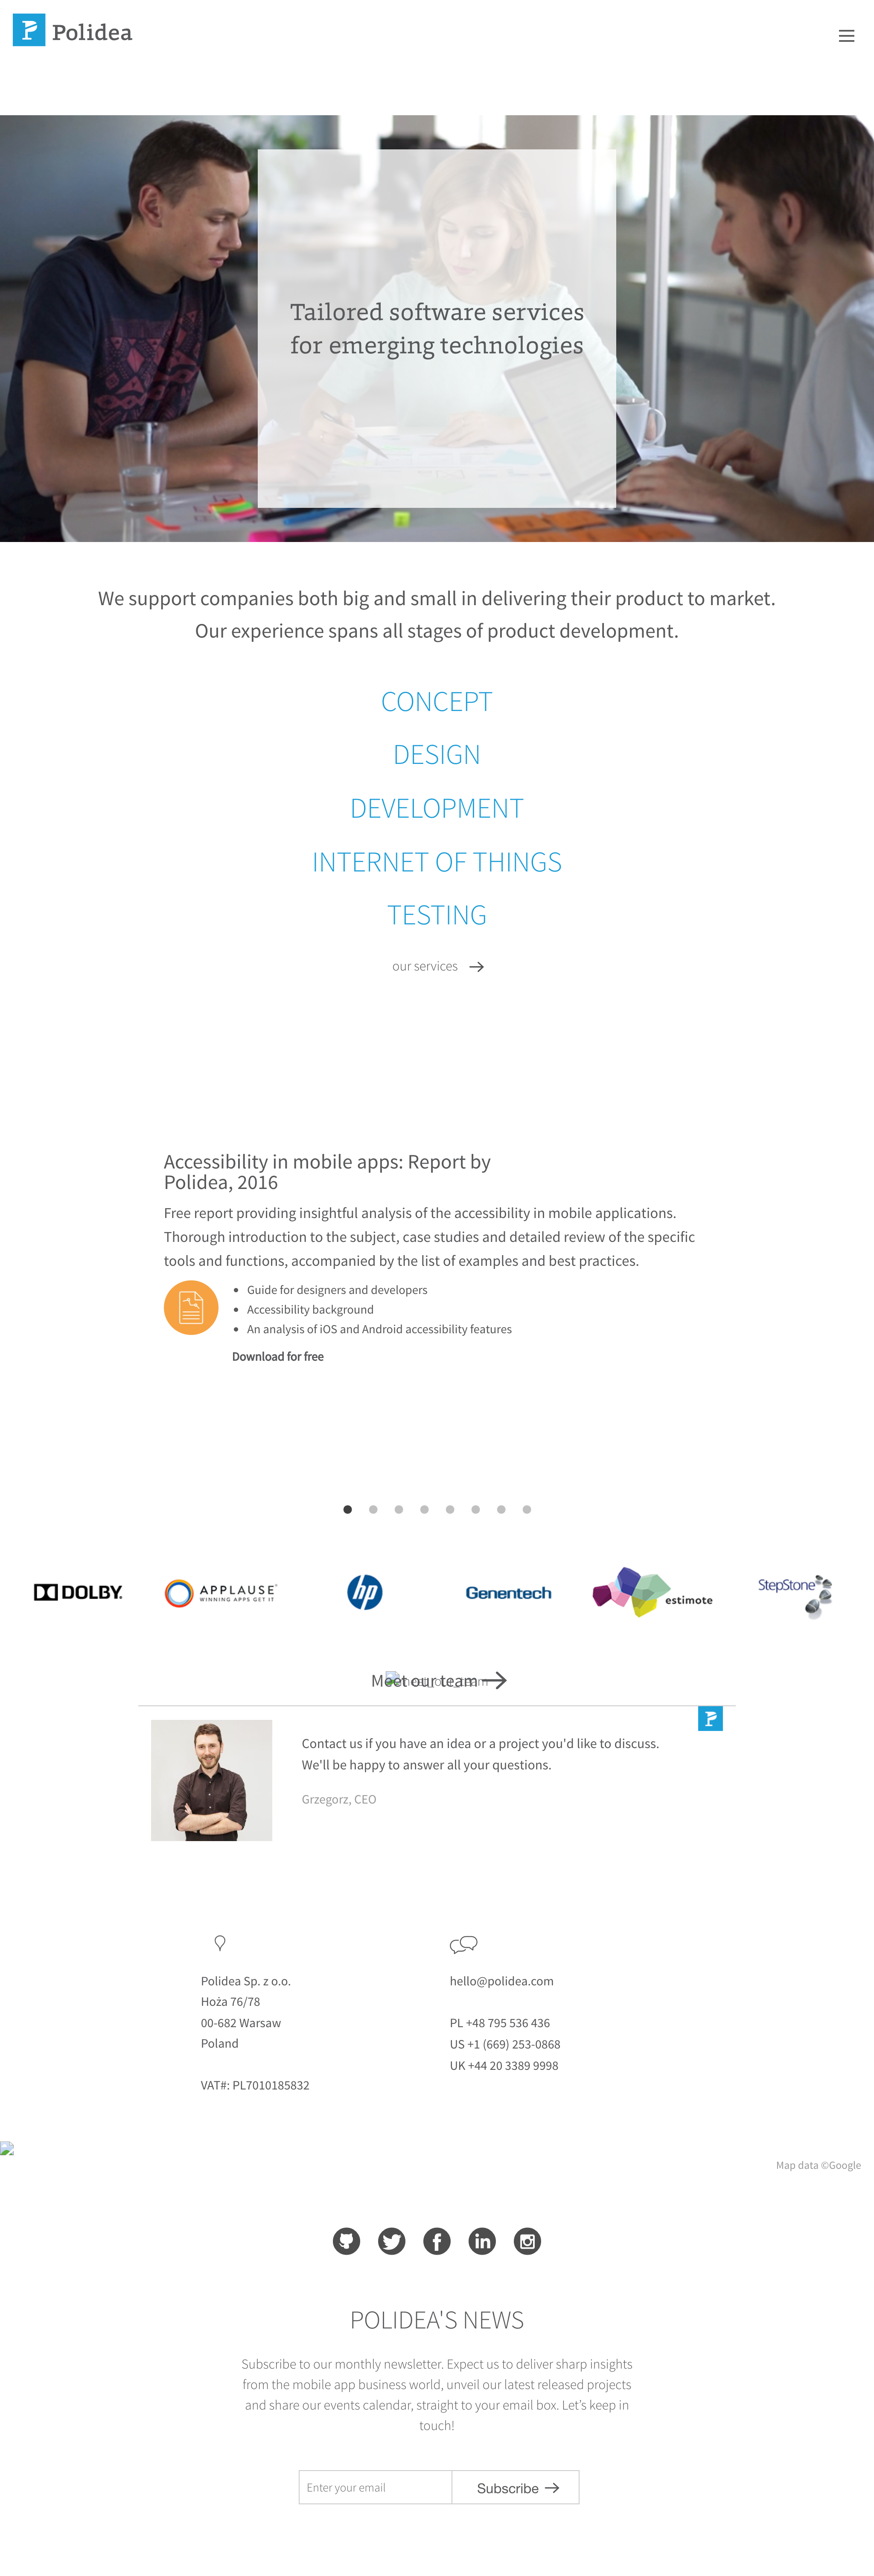 Polidea
Tailored software services
for emerging technologies
We support companies both big and small in delivering their product to market.
Our experience spans all stages of product development.
CONCEPT
DESIGN
DEVELOPMENT
INTERNET OF THINGS
TESTING
our services
Accessibility in mobile apps: Report by
Polidea, 2016
Free report providing insightful analysis of the accessibility in mobile applications.
Thorough introduction to the subject, case studies and detailed review of the specific
tools and functions, accompanied by the list of examples and best practices.
Guide for designers and developers
Accessibility background
An analysis of iOS and Android accessibility features
Download for free
DOLBY.
APPLAUSE
WINNING APPS GET IT
hp
Genentech
estimote
StepStone
Meet our team
Contact us if you have an idea or a project you'd like to discuss.
We'll be happy to answer all your questions.
Grzegorz, CEO
Polidea Sp. z o.o.
Hoża 76/78
00-682 Warsaw
Poland
VAT#: PL7010185832
hello@polidea.com
PL +48 795 536 436
US +1 (669) 253-0868
UK +44 20 3389 9998
Map data ©Google
POLIDEA'S NEWS
Subscribe to our monthly newsletter. Expect us to deliver sharp insights
from the mobile app business world, unveil our latest released projects
and share our events calendar, straight to your email box. Let's keep in
touch!
Enter your email
Subscribe